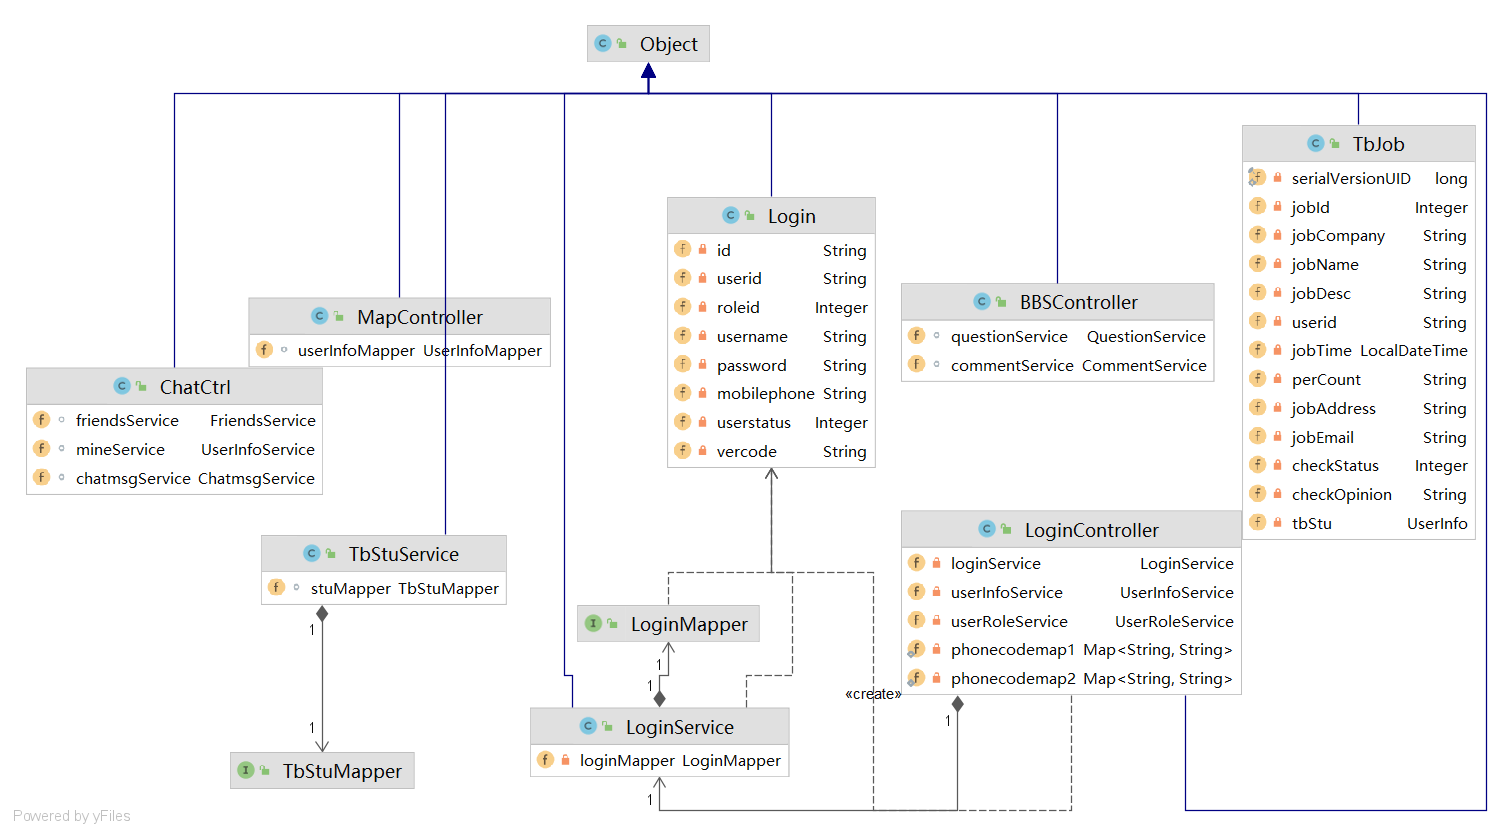 Object
TbJob
serialVersionUID long
jobId Integer
jobCompany String
jobName String
jobDesc String
userid String
jobTime LocalDateTime
perCount String
jobAddress String
jobEmail String
checkStatus Integer
checkOpinion String
tbStu UserInfo
Login
id String
userid String
roleid Integer
username String
password String
mobilephone String
userstatus Integer
vercode String
MapController
userInfoMapper UserInfoMapper
BBSController
questionService QuestionService
commentService CommentService
ChatCtrl
friendsService FriendsService
mineService UserInfoService
chatmsgService ChatmsgService
LoginController
loginService LoginService
userInfoService UserInfoService
userRoleService UserRoleService
phonecodemap1 Map<String, String>
phonecodemap2 Map<String, String>
TbStuService
stuMapper TbStuMapper
1
1
TbStuMapper
LoginMapper
1
1
«create»
1
LoginService
loginMapper LoginMapper
1
Powered by yFiles